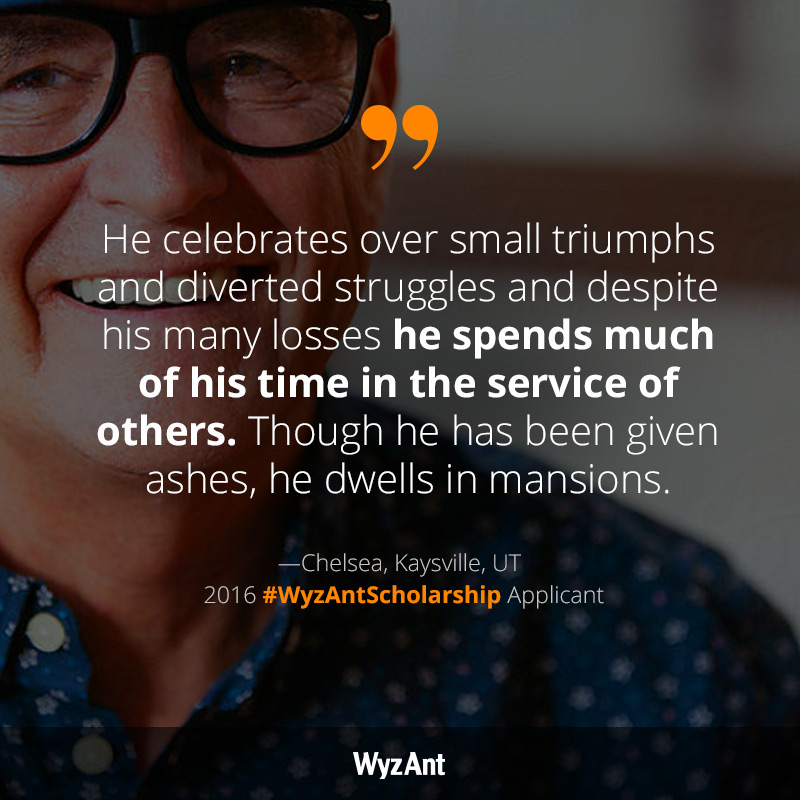 ”
He celebrates over small triumphs
and diverted struggles and despite
his many losses he spends much
of his time in the service of
others. Though he has been given
ashes, he dwells in mansions.
—Chelsea, Kaysville, UT
2016 #WyzAntScholarship Applicant
WyzAnt